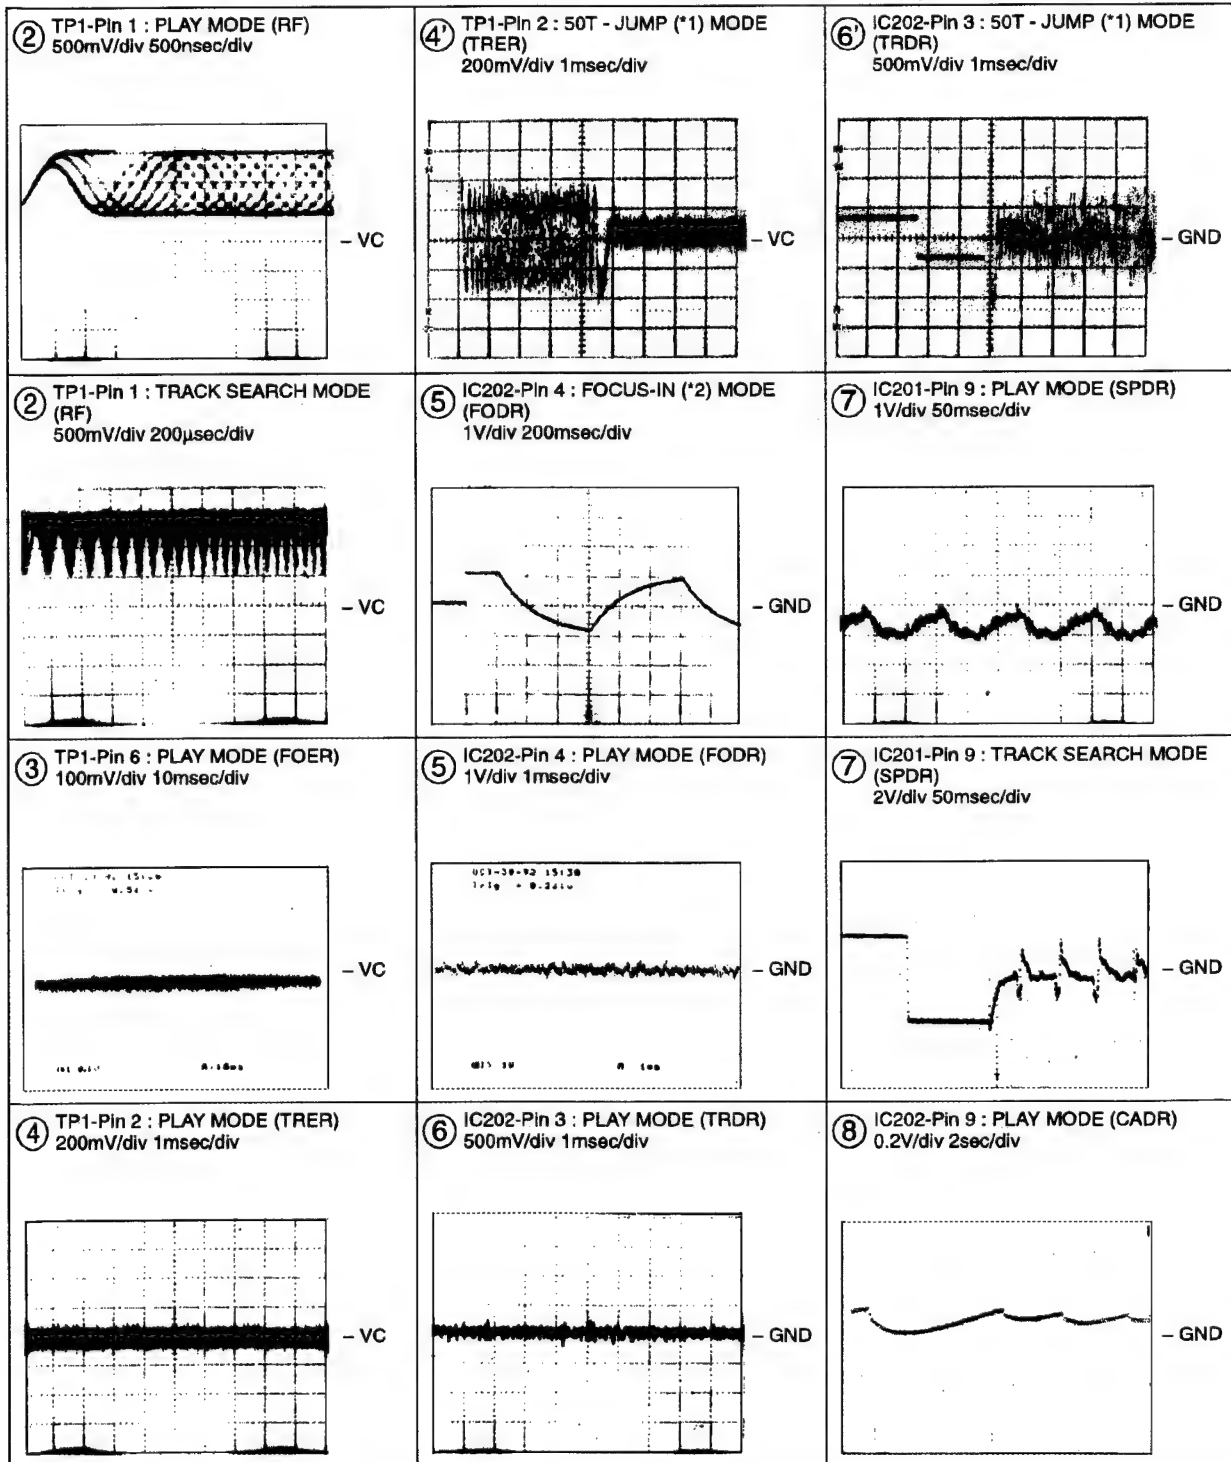 ② TP1-Pin 1 : PLAY MODE (RF)
500mV/div 500nsec/div
– VC
④' TP1-Pin 2 : 50T - JUMP (*1) MODE
(TRER)
200mV/div 1msec/div
– VC
⑥' IC202-Pin 3 : 50T - JUMP (*1) MODE
(TRDR)
500mV/div 1msec/div
– GND
② TP1-Pin 1 : TRACK SEARCH MODE
(RF)
500mV/div 200µsec/div
– VC
⑤ IC202-Pin 4 : FOCUS-IN (*2) MODE
(FODR)
1V/div 200msec/div
– GND
⑦ IC201-Pin 9 : PLAY MODE (SPDR)
1V/div 50msec/div
– GND
③ TP1-Pin 6 : PLAY MODE (FOER)
100mV/div 10msec/div
– VC
⑤ IC202-Pin 4 : PLAY MODE (FODR)
1V/div 1msec/div
15:30
– GND
⑦ IC201-Pin 9 : TRACK SEARCH MODE
(SPDR)
2V/div 50msec/div
– GND
④ TP1-Pin 2 : PLAY MODE (TRER)
200mV/div 1msec/div
– VC
⑥ IC202-Pin 3 : PLAY MODE (TRDR)
500mV/div 1msec/div
– GND
⑧ IC202-Pin 9 : PLAY MODE (CADR)
0.2V/div 2sec/div
– GND